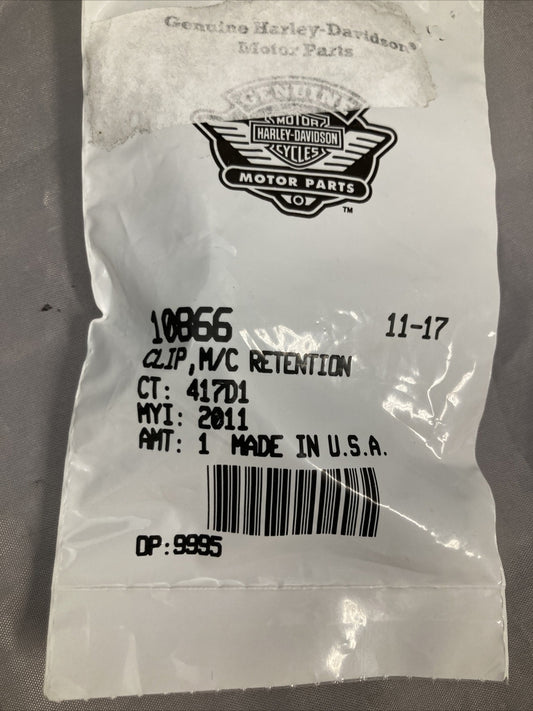 Genuine Harley-Davidson®
Motor Parts
GENUINE
MOTOR
HARLEY-DAVIDSON
CYCLES
MOTOR PARTS
TM
10866 11-17
CLIP, M/C RETENTION
CT: 417D1
MYI: 2011
AMT: 1 MADE IN U.S.A.
OP:9995